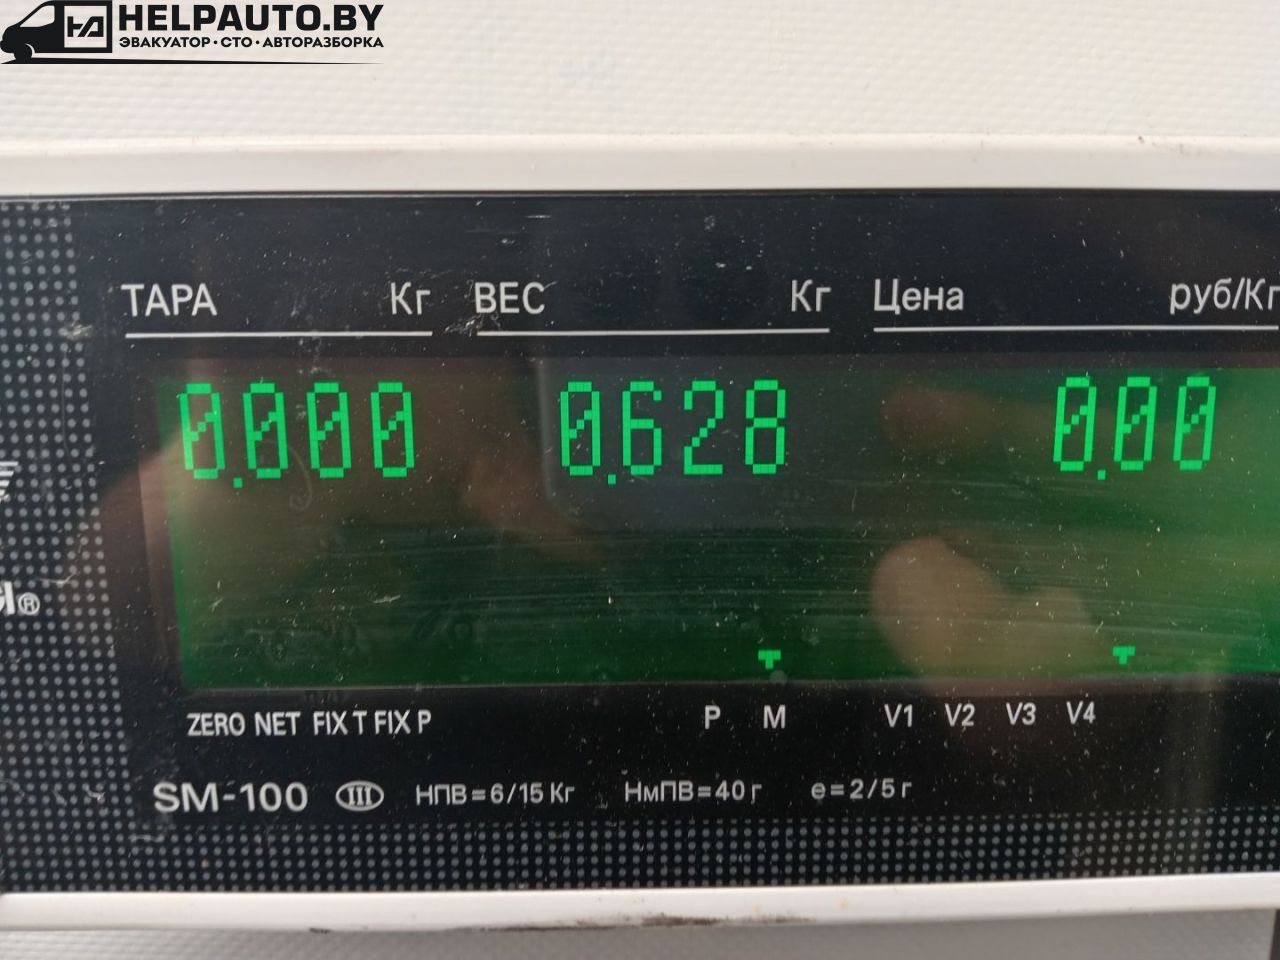 HELPAUTO.BY
ЭВАКУАТОР·СТО·АВТОРАЗБОРКА
ТАРА Кг ВЕС Кг Цена руб/Кг
0.000 0.628 0.00
ZERO NET FIX T FIX P P M V1 V2 V3 V4
SM-100 III НПВ=6/15 Кг НмПВ=40 г e=2/5 г